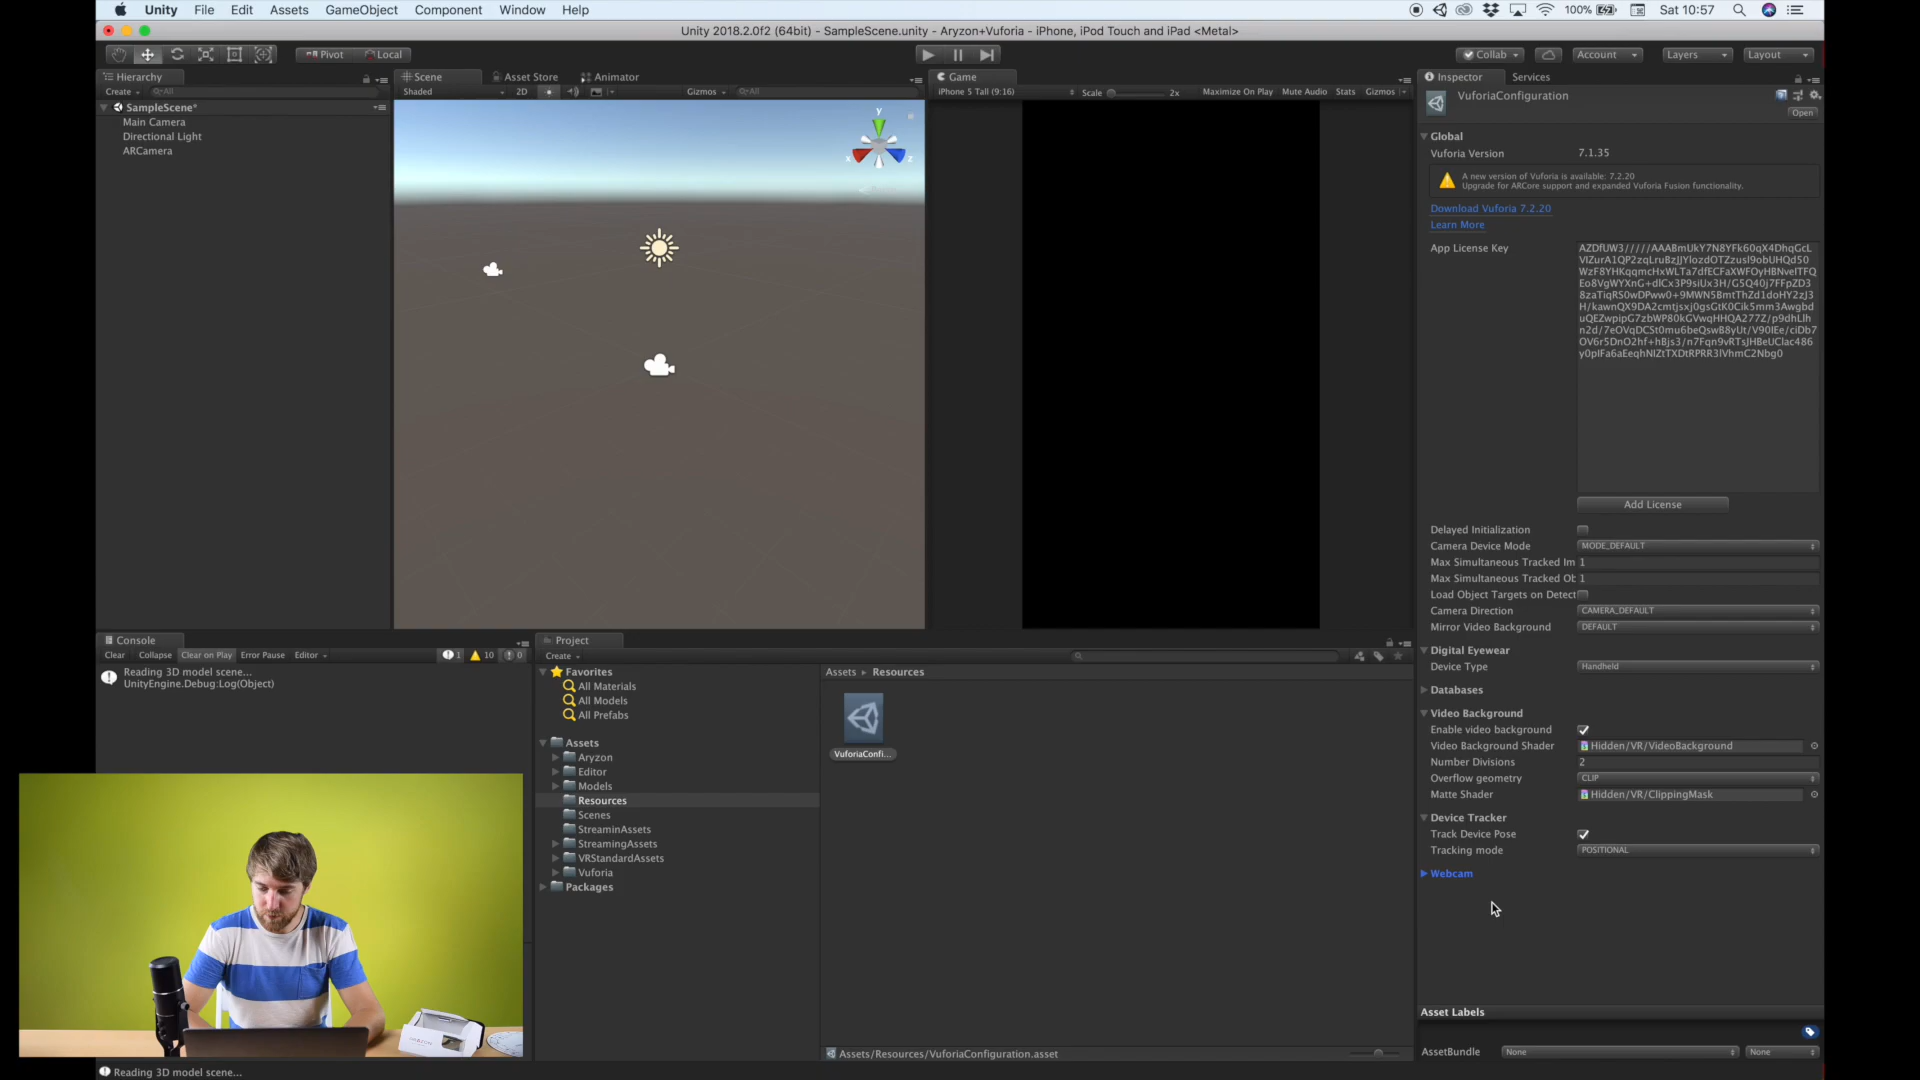 Unity File Edit Assets GameObject Component Window Help
100% Sat 10:57
Unity 2018.2.0f2 (64bit) - SampleScene.unity - Aryzon+Vuforia - iPhone, iPod Touch and iPad <Metal>
Pivot Local
Collab Account Layers Layout
Hierarchy
Create All
SampleScene*
Main Camera
Directional Light
ARCamera
Scene Asset Store Animator
Shaded 2D Gizmos All
y
x z
Game
iPhone 5 Tall (9:16) Scale 2x Maximize On Play Mute Audio Stats Gizmos
Inspector Services
VuforiaConfiguration
Open
Global
Vuforia Version 7.1.35
A new version of Vuforia is available: 7.2.20
Upgrade for ARCore support and expanded Vuforia Fusion functionality.
Download Vuforia 7.2.20
Learn More
App License Key
Add License
Delayed Initialization
Camera Device Mode MODE_DEFAULT
Max Simultaneous Tracked Im 1
Max Simultaneous Tracked Ob 1
Load Object Targets on Detect
Camera Direction CAMERA_DEFAULT
Mirror Video Background DEFAULT
Digital Eyewear
Device Type Handheld
Databases
Video Background
Enable video background
Video Background Shader Hidden/VR/VideoBackground
Number Divisions 2
Overflow geometry CLIP
Matte Shader Hidden/VR/ClippingMask
Device Tracker
Track Device Pose
Tracking mode POSITIONAL
Webcam
Asset Labels
AssetBundle None None
Console
Clear Collapse Clear on Play Error Pause Editor 1 10 0
Reading 3D model scene...
UnityEngine.Debug:Log(Object)
Project
Create
Favorites
All Materials
All Models
All Prefabs
Assets
Aryzon
Editor
Models
Resources
Scenes
StreaminAssets
StreamingAssets
VRStandardAssets
Vuforia
Packages
Assets Resources
VuforiaConfi...
Assets/Resources/VuforiaConfiguration.asset
Reading 3D model scene...